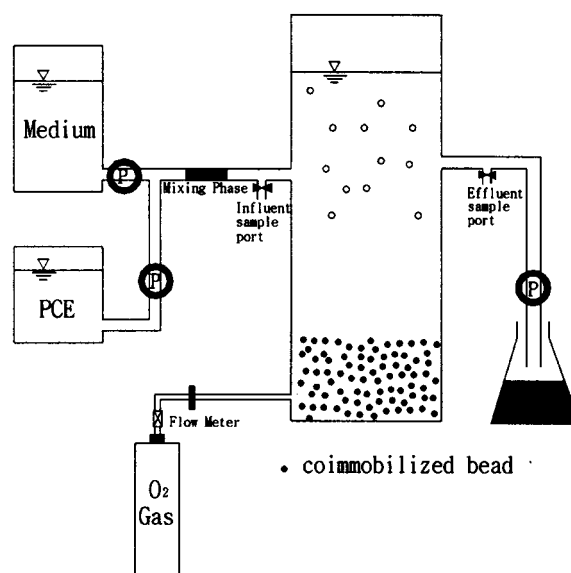 Medium
P
Mixing Phase
Influent
sample
port
Effluent
sample
port
PCE
P
P
Flow Meter
O2
Gas
• coimmobilized bead